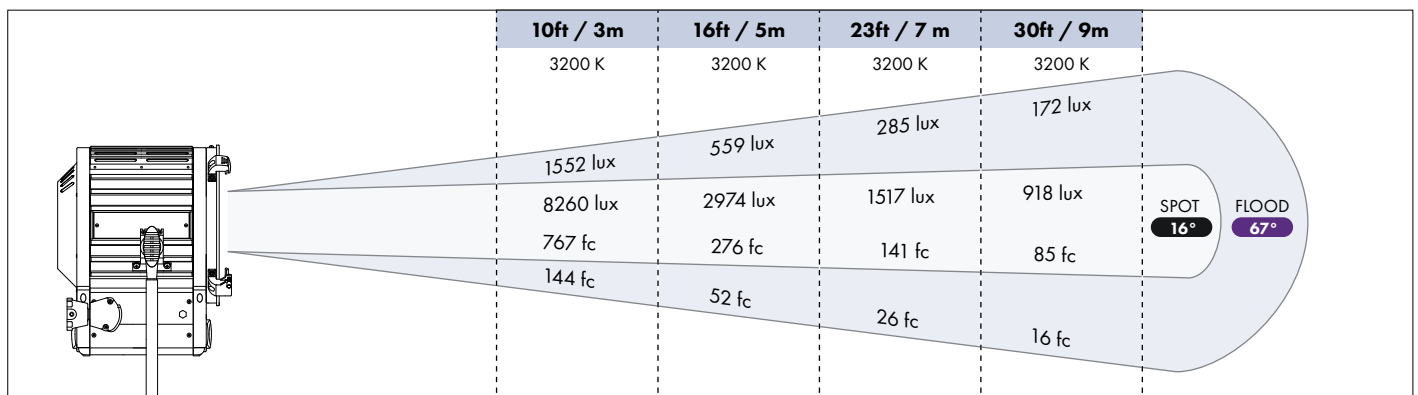 10ft / 3m 16ft / 5m 23ft / 7 m 30ft / 9m
3200 K 3200 K 3200 K 3200 K
1552 lux 559 lux 285 lux 172 lux
8260 lux 2974 lux 1517 lux 918 lux
767 fc 276 fc 141 fc 85 fc
144 fc 52 fc 26 fc 16 fc
SPOT FLOOD
16° 67°